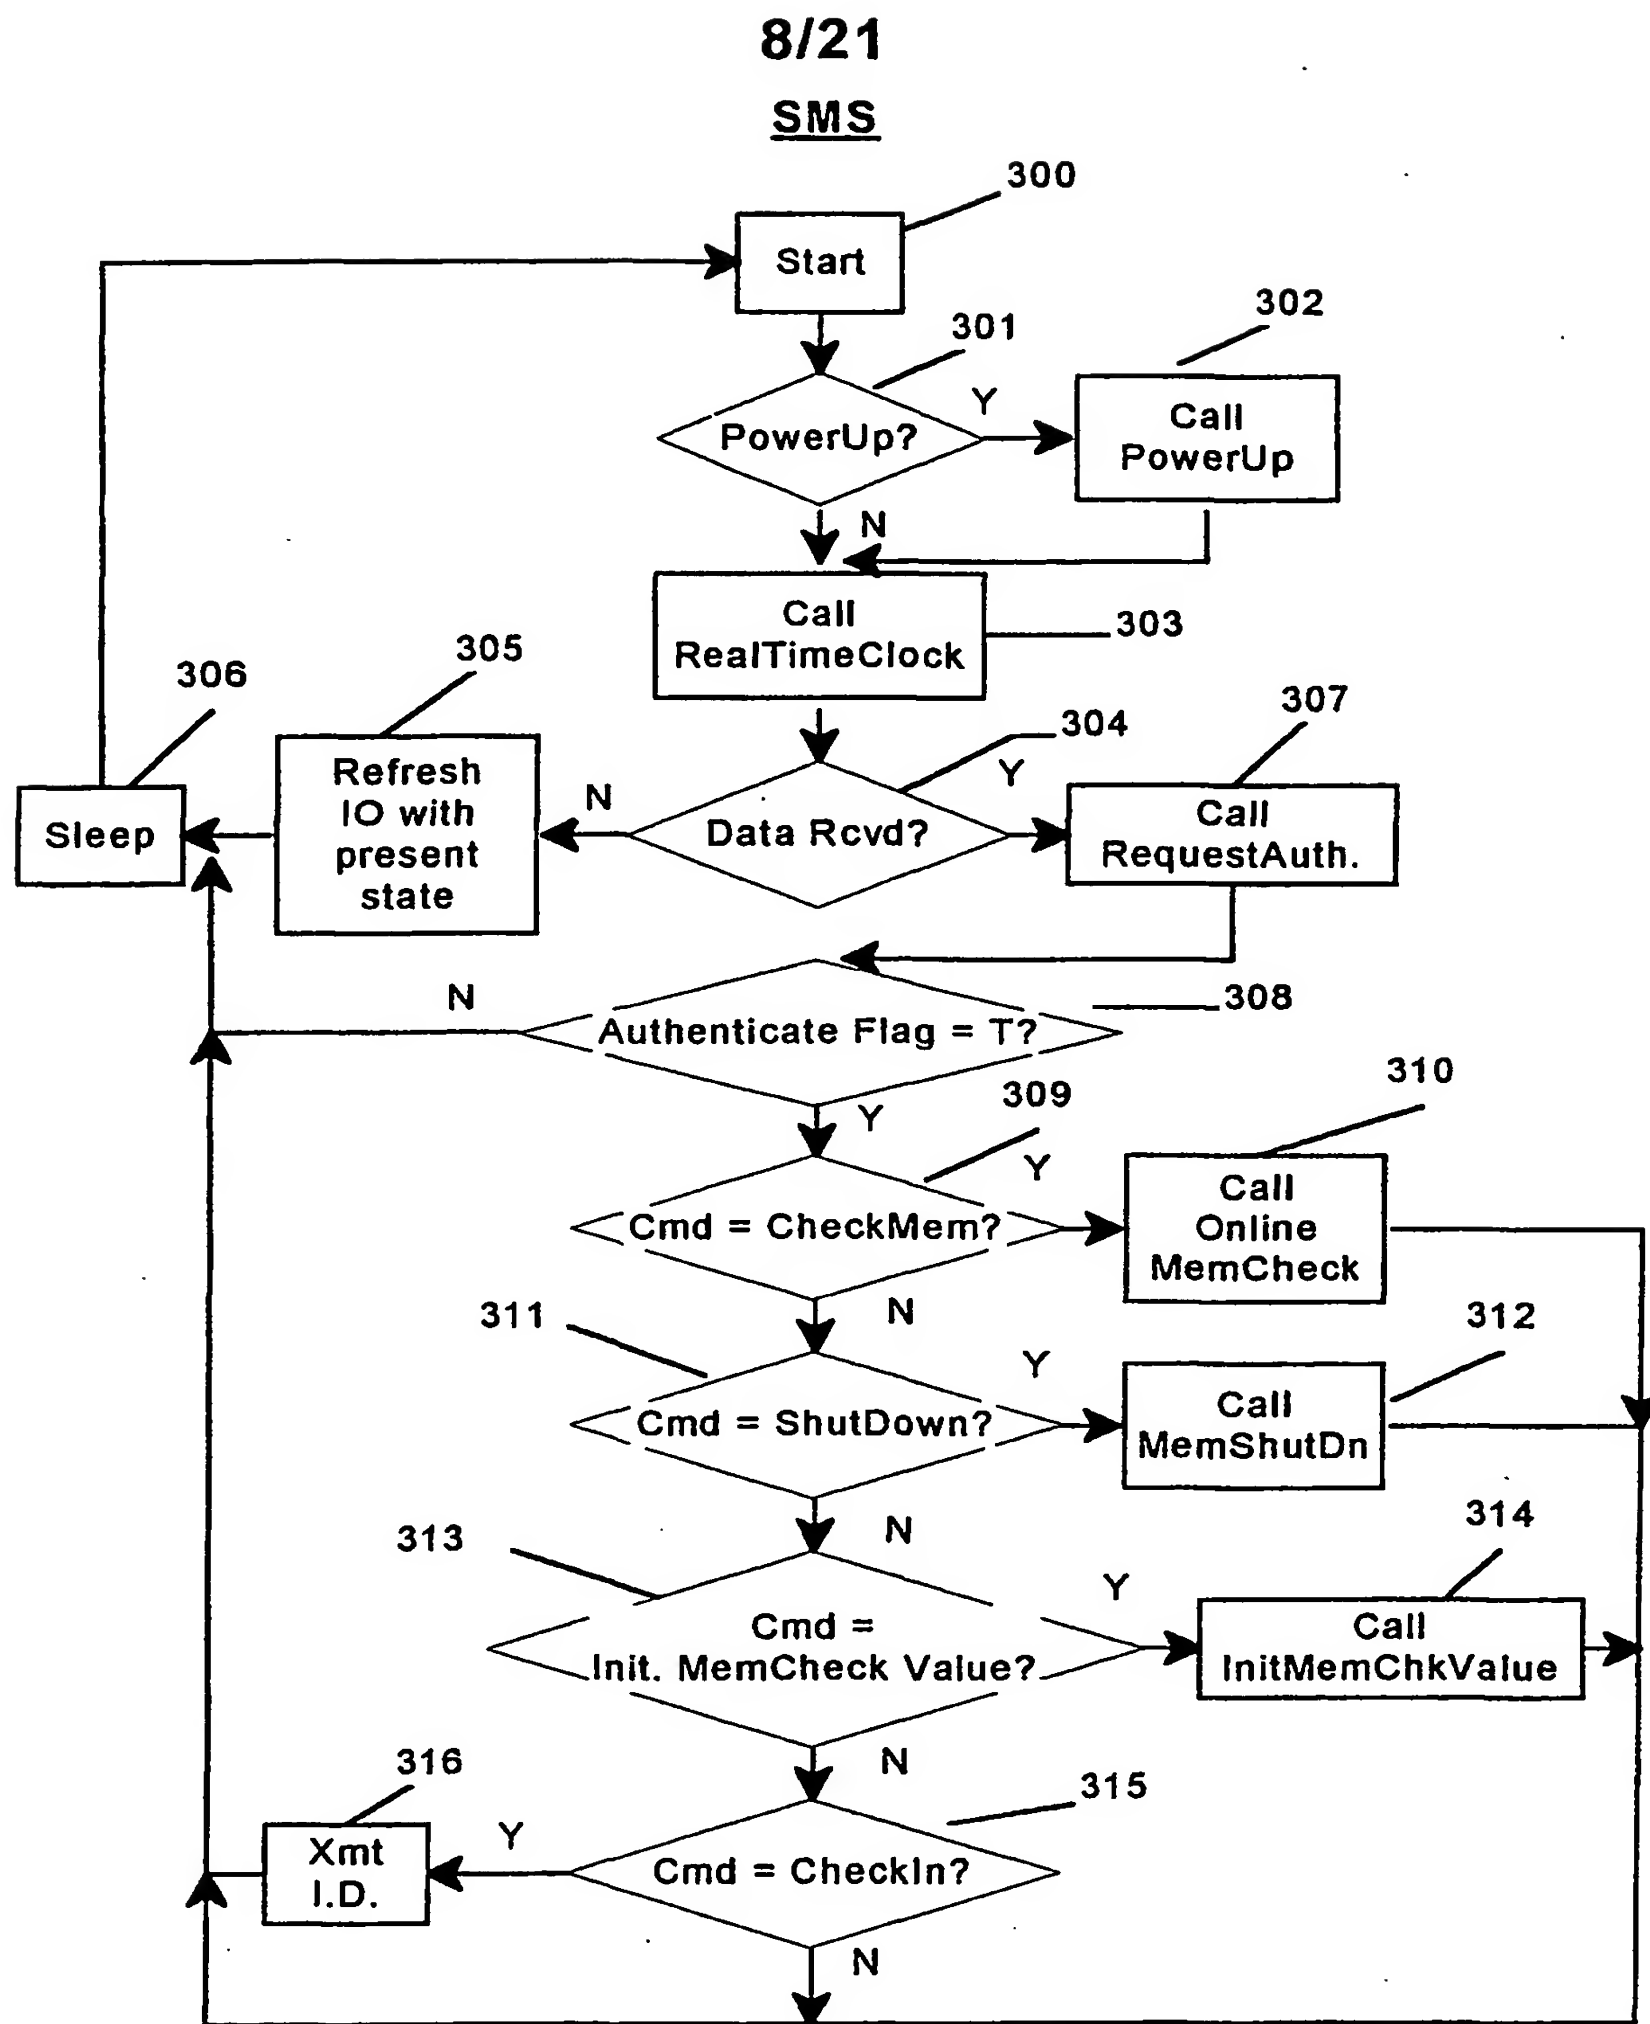 8/21
SMS
300
Start
301
302
PowerUp?
Y
Call
PowerUp
N
Call
RealTimeClock
303
304
305
306
307
Data Rcvd?
N
Y
Refresh
IO with
present
state
Sleep
Call
RequestAuth.
308
Authenticate Flag = T?
N
Y
309
310
Cmd = CheckMem?
Y
Call
Online
MemCheck
N
311
312
Cmd = ShutDown?
Y
Call
MemShutDn
N
313
314
Cmd =
Init. MemCheck Value?
Y
Call
InitMemChkValue
N
316
315
Xmt
I.D.
Y
Cmd = CheckIn?
N